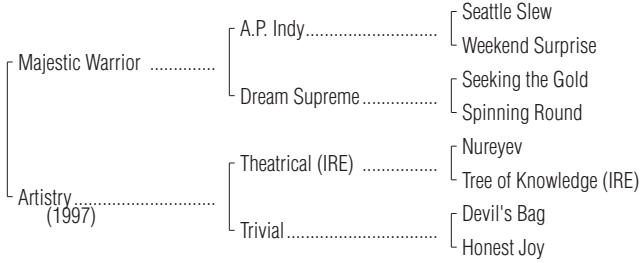 Seattle Slew
A.P. Indy..................................
Weekend Surprise
Majestic Warrior ...............
Seeking the Gold
Dream Supreme...................
Spinning Round
Nureyev
Theatrical (IRE) ...................
Tree of Knowledge (IRE)
Artistry...................................
(1997)
Devil's Bag
Trivial.......................................
Honest Joy